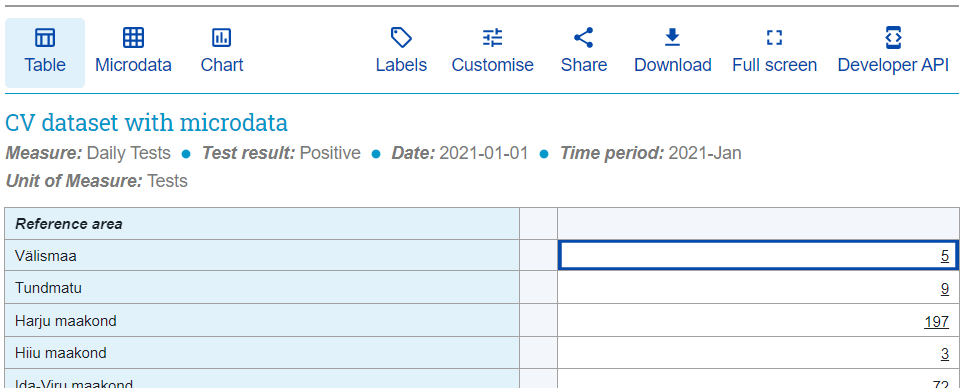 Table Microdata Chart Labels Customise Share Download Full screen Developer API
CV dataset with microdata
Measure: Daily Tests ● Test result: Positive ● Date: 2021-01-01 ● Time period: 2021-Jan
Unit of Measure: Tests
Reference area
Välismaa 5
Tundmatu 9
Harju maakond 197
Hiiu maakond 3
Ida-Viru maakond 72